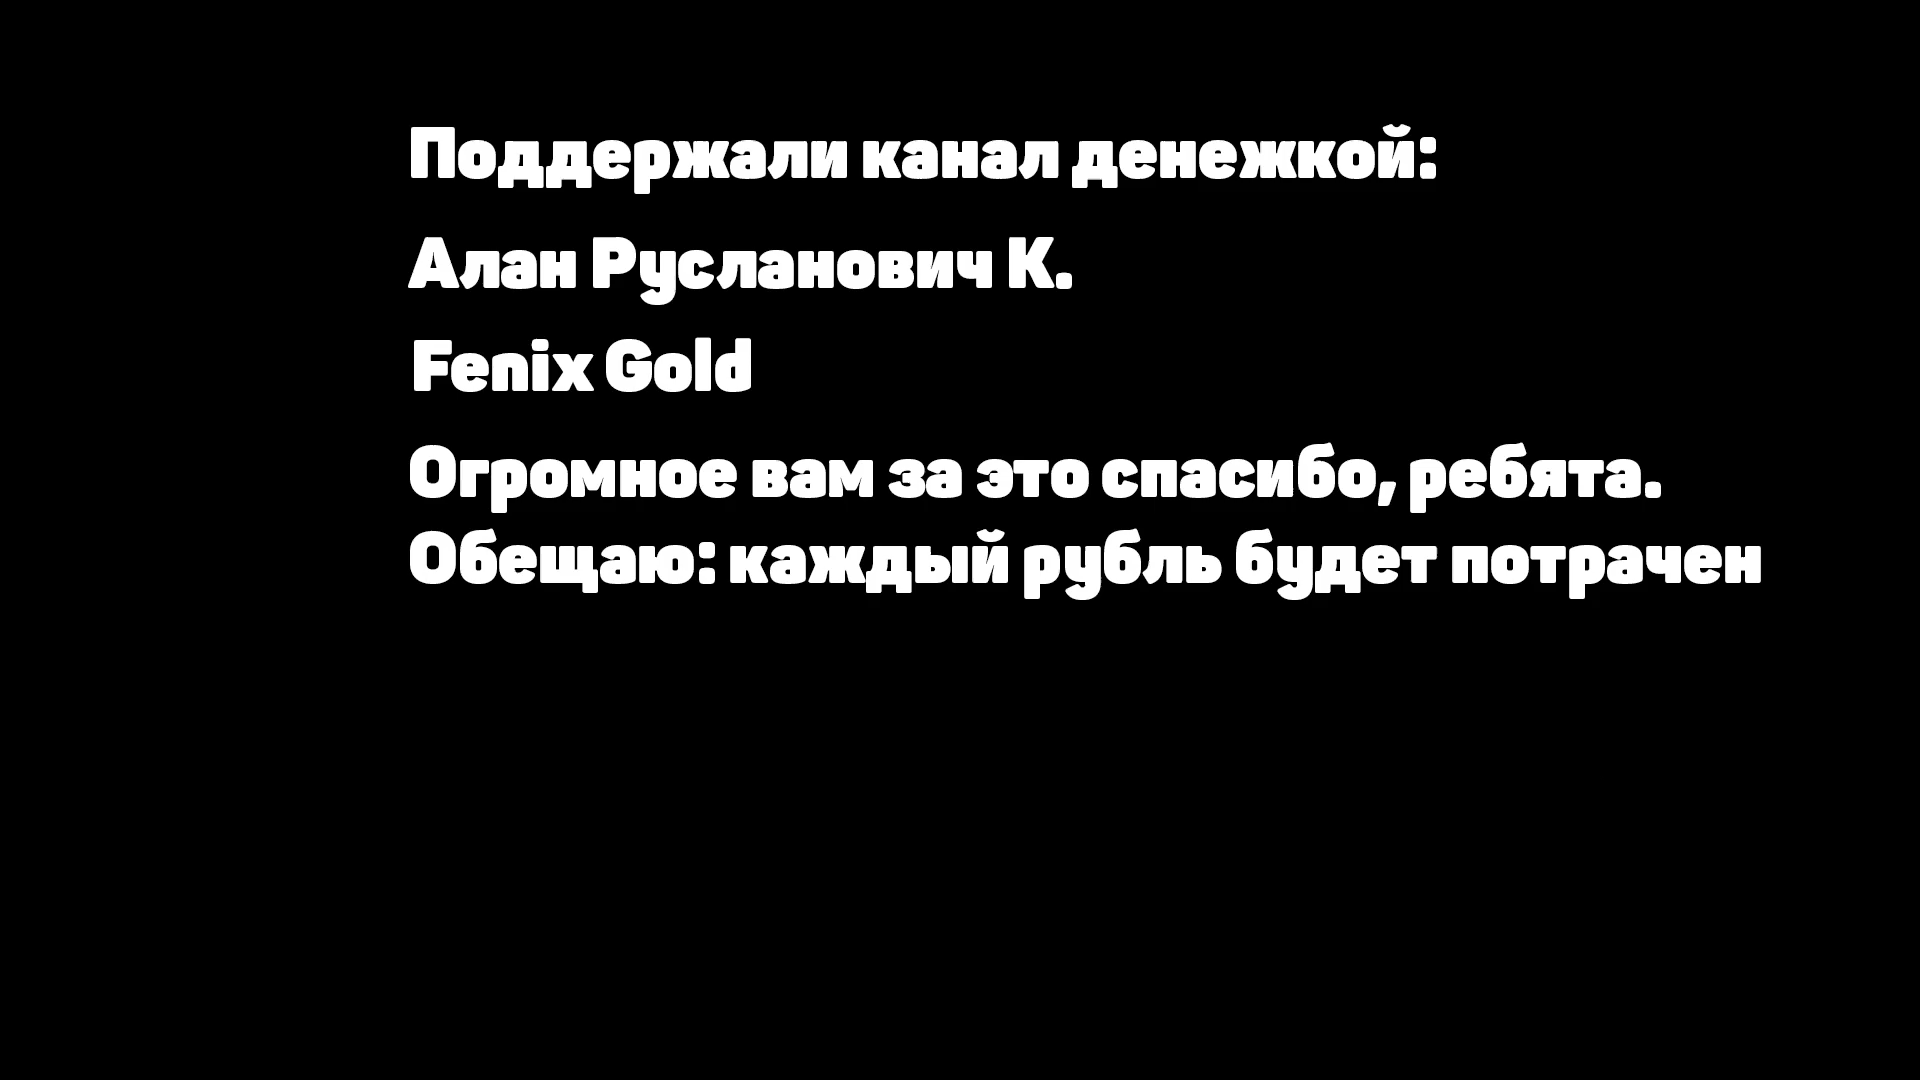 Поддержали канал денежкой:
Алан Русланович К.
Fenix Gold
Огромное вам за это спасибо, ребята.
Обещаю: каждый рубль будет потрачен